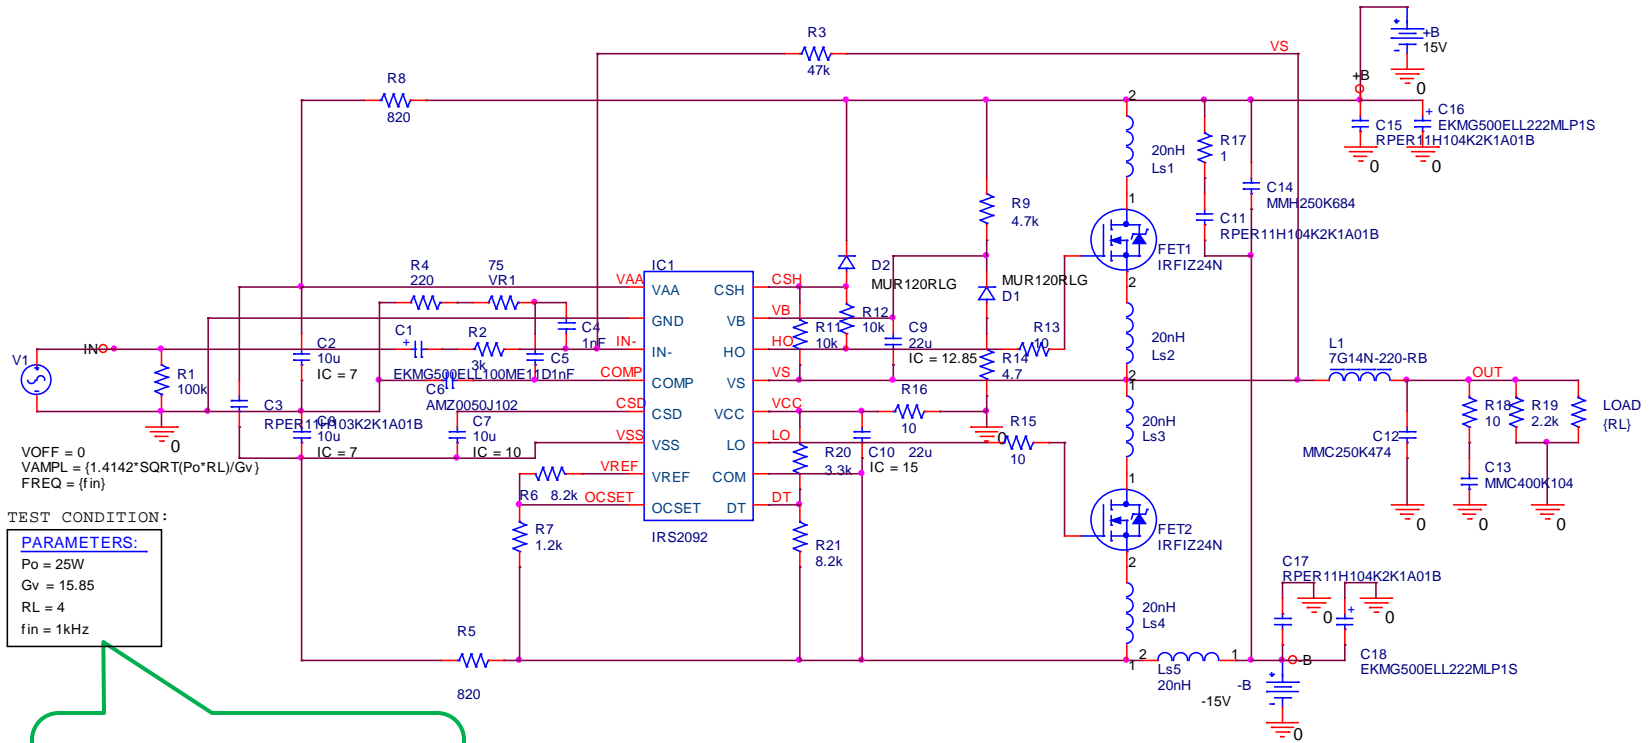 R3
47k
VS
+B
15V
0
+B
R8
820
2
C16
+
EKMG500ELL222MLP1S
C15
RPER11H104K2K1A01B
0
0
20nH
Ls1
R17
1
C14
MMH250K684
1
R9
4.7k
C11
RPER11H104K2K1A01B
FET1
IRFIZ24N
2
R4
220
75
VR1
IC1
D2
MUR120RLG
MUR120RLG
D1
VAA
VAA
CSH
CSH
GND
VB
VB
IN-
IN-
HO
HO
COMP
COMP
VS
VS
CSD
CSD
VCC
VCC
VSS
VSS
LO
LO
VREF
VREF
COM
OCSET
OCSET
DT
DT
IRS2092
R11
10k
R12
10k
C9
22u
IC = 12.85
R13
10
R14
4.7
20nH
Ls2
2
1
C4
1nF
C5
1nF
C1
+
R2
3k
EKMG500ELL100ME11D
C6
AMZ0050J102
V1
IN
R1
100k
0
C2
10u
IC = 7
C3
RPER11H103K2K1A01B
C8
10u
IC = 7
C7
10u
IC = 10
R16
10
0
R15
10
R20
3.3k
C10
22u
IC = 15
20nH
Ls3
1
L1
7G14N-220-RB
OUT
R18
10
R19
2.2k
LOAD
{RL}
C12
MMC250K474
C13
MMC400K104
0
0
0
VOFF = 0
VAMPL = {1.4142*SQRT(Po*RL)/Gv}
FREQ = {fin}
R6
8.2k
R7
1.2k
R21
8.2k
FET2
IRFIZ24N
2
TEST CONDITION:
PARAMETERS:
Po = 25W
Gv = 15.85
RL = 4
fin = 1kHz
20nH
Ls4
C17
RPER11H104K2K1A01B
0
0
+
R5
820
1
2
1
Ls5
20nH
-B
-B
-15V
0
C18
EKMG500ELL222MLP1S